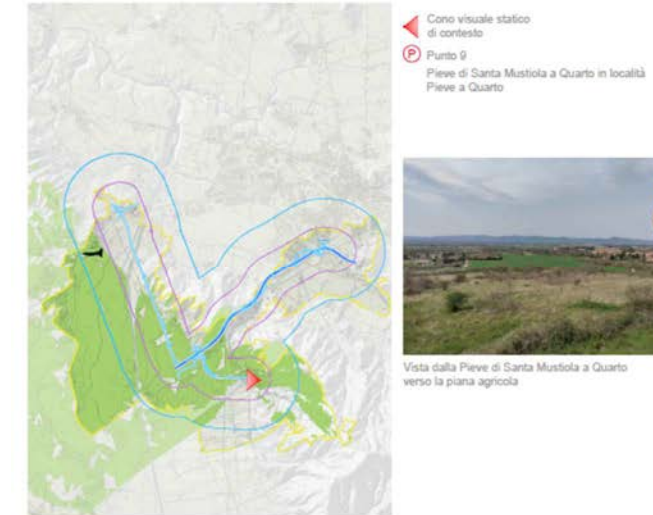 Cono visuale statico
di contesto
P Punto 9
Pieve di Santa Mustiola a Quarto in località
Pieve a Quarto
Vista dalla Pieve di Santa Mustiola a Quarto
verso la piana agricola